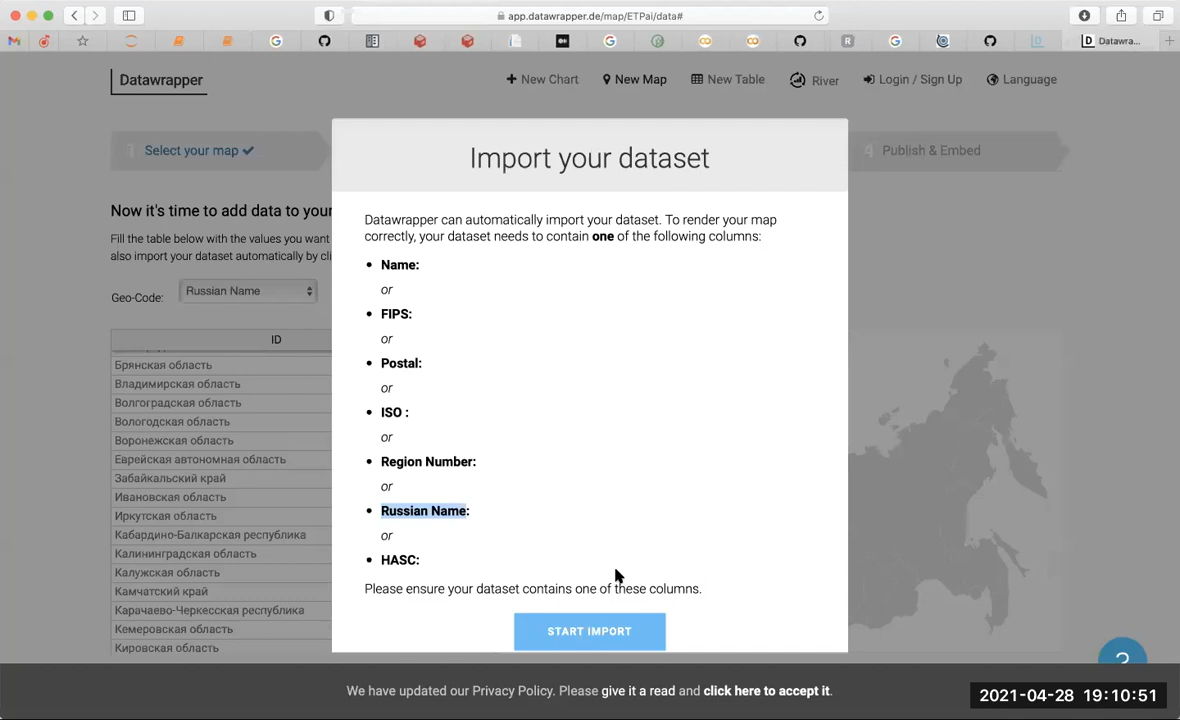 app.datawrapper.de/map/ETPai/data#
Datawra...
Datawrapper
New Chart
New Map
New Table
River
Login / Sign Up
Language
1 Select your map
4 Publish & Embed
Import your dataset
Now it's time to add data to your
Fill the table below with the values you want
also import your dataset automatically by cli
Geo-Code:
Russian Name
ID
Брянская область
Владимирская область
Волгоградская область
Вологодская область
Воронежская область
Еврейская автономная область
Забайкальский край
Ивановская область
Иркутская область
Кабардино-Балкарская республика
Калининградская область
Калужская область
Камчатский край
Карачаево-Черкесская республика
Кемеровская область
Кировская область
Datawrapper can automatically import your dataset. To render your map
correctly, your dataset needs to contain one of the following columns:
Name:
or
FIPS:
or
Postal:
or
ISO :
or
Region Number:
or
Russian Name:
or
HASC:
Please ensure your dataset contains one of these columns.
START IMPORT
?
We have updated our Privacy Policy. Please give it a read and click here to accept it.
2021-04-28 19:10:51